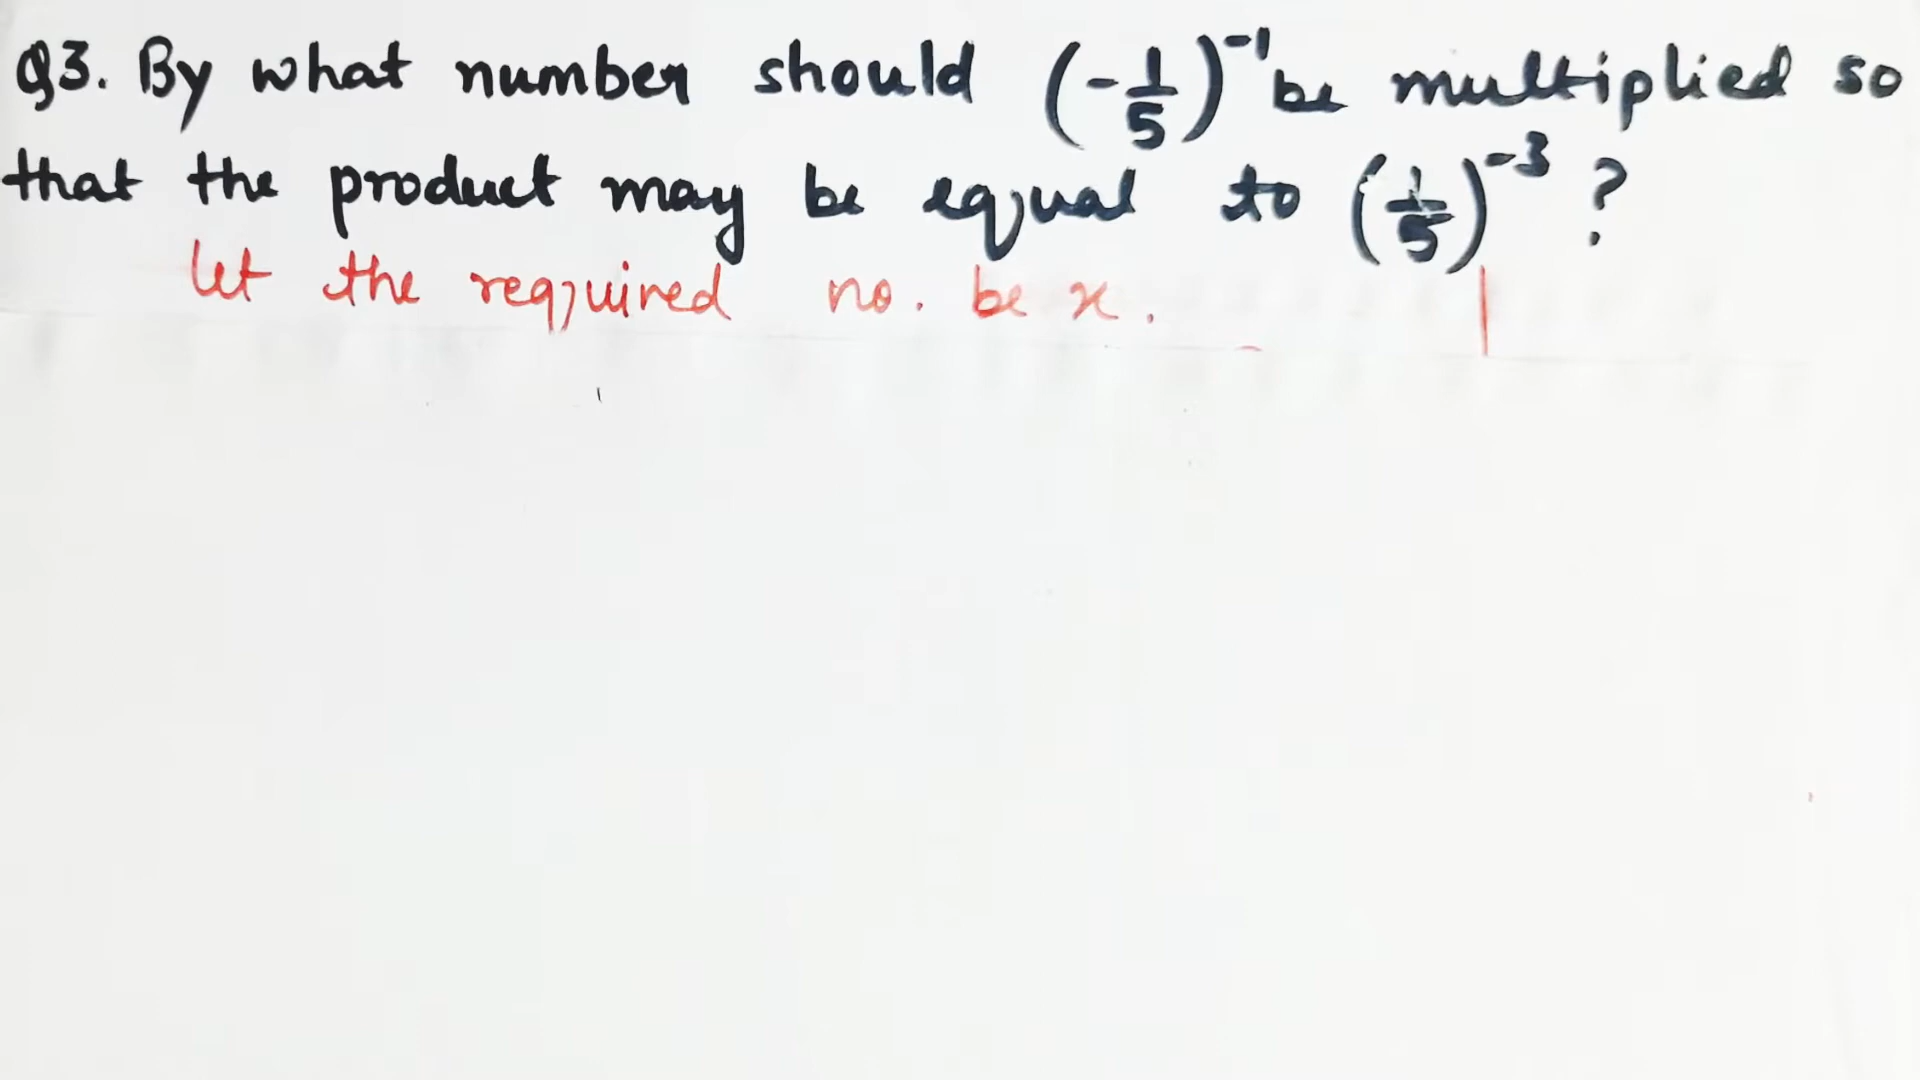 Q3. By what number should (-1/5)^-1 be multiplied so
that the product may be equal to (1/5)^-3 ?
let the required no. be x.